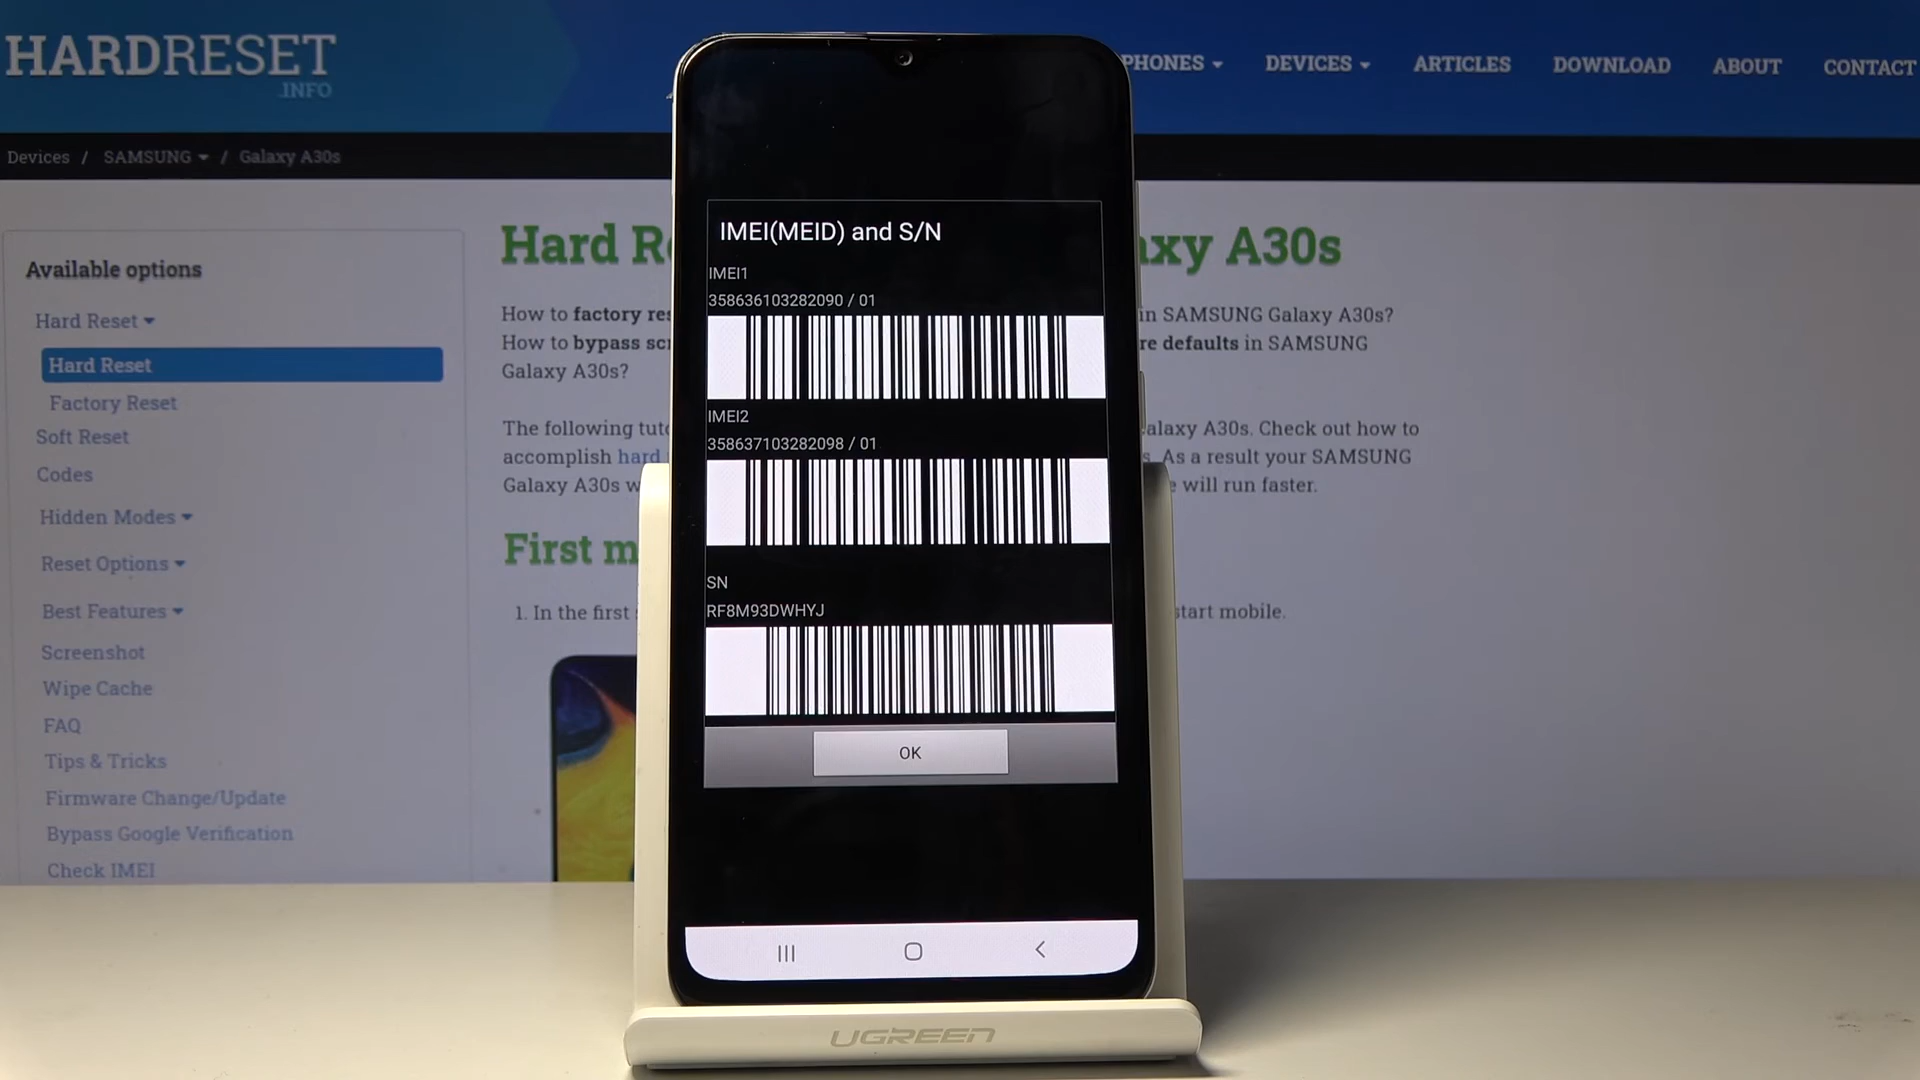 HARDRESET
.INFO
PHONES DEVICES ARTICLES DOWNLOAD ABOUT CONTACT
Devices / SAMSUNG / Galaxy A30s
Available options
Hard Reset
Hard Reset
Factory Reset
Soft Reset
Codes
Hidden Modes
Reset Options
Best Features
Screenshot
Wipe Cache
FAQ
Tips & Tricks
Firmware Change/Update
Bypass Google Verification
Check IMEI
Hard R
axy A30s
How to factory res
in SAMSUNG Galaxy A30s?
How to bypass scr
re defaults in SAMSUNG
Galaxy A30s?
The following tuto
alaxy A30s. Check out how to
accomplish hard
s. As a result your SAMSUNG
Galaxy A30s w
e will run faster.
First m
1. In the first
start mobile.
IMEI(MEID) and S/N
IMEI1
358636103282090 / 01
IMEI2
358637103282098 / 01
SN
RF8M93DWHYJ
OK
UGREEN